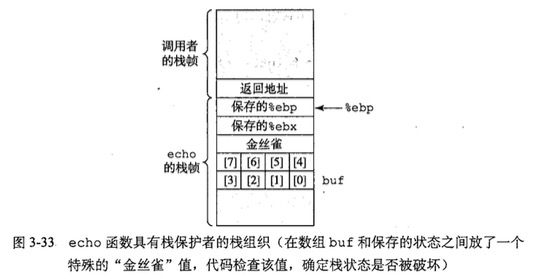 调用者
的栈帧
返回地址
保存的%ebp
%ebp
保存的%ebx
金丝雀
echo
的栈帧
[7] [6] [5] [4]
[3] [2] [1] [0]
buf
图 3-33 echo 函数具有栈保护者的栈组织（在数组 buf 和保存的状态之间放了一个
特殊的“金丝雀”值，代码检查该值，确定栈状态是否被破坏）